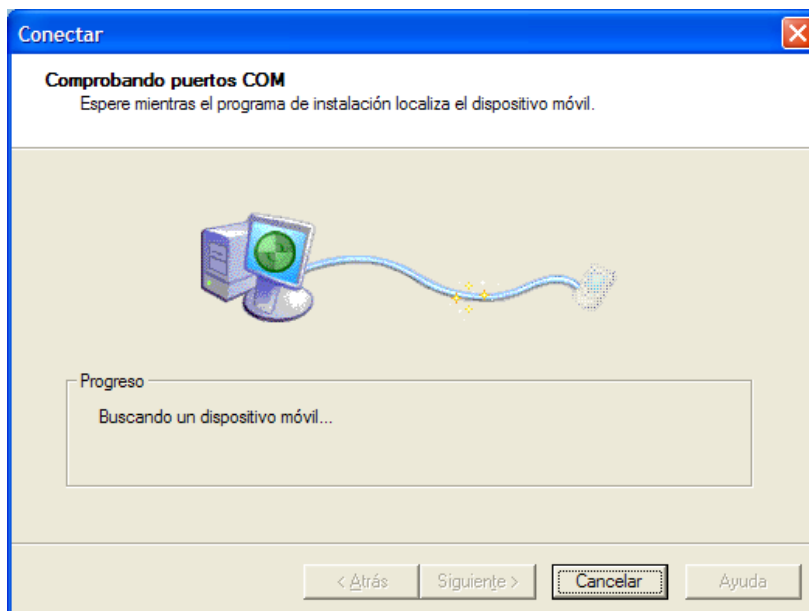 Conectar
Comprobando puertos COM
Espere mientras el programa de instalación localiza el dispositivo móvil.
Progreso
Buscando un dispositivo móvil...
< Atrás Siguiente > Cancelar Ayuda